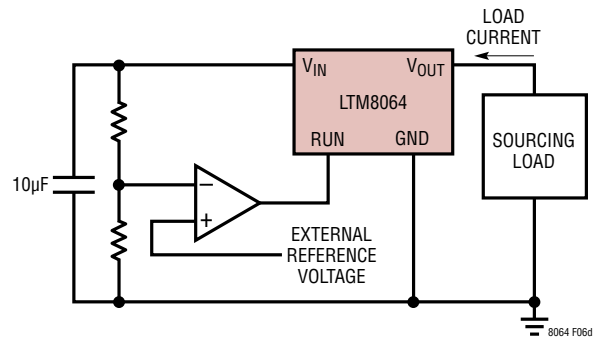 LOAD
CURRENT
VIN
VOUT
LTM8064
RUN
GND
SOURCING
LOAD
10µF
–
+
EXTERNAL
REFERENCE
VOLTAGE
8064 F06d